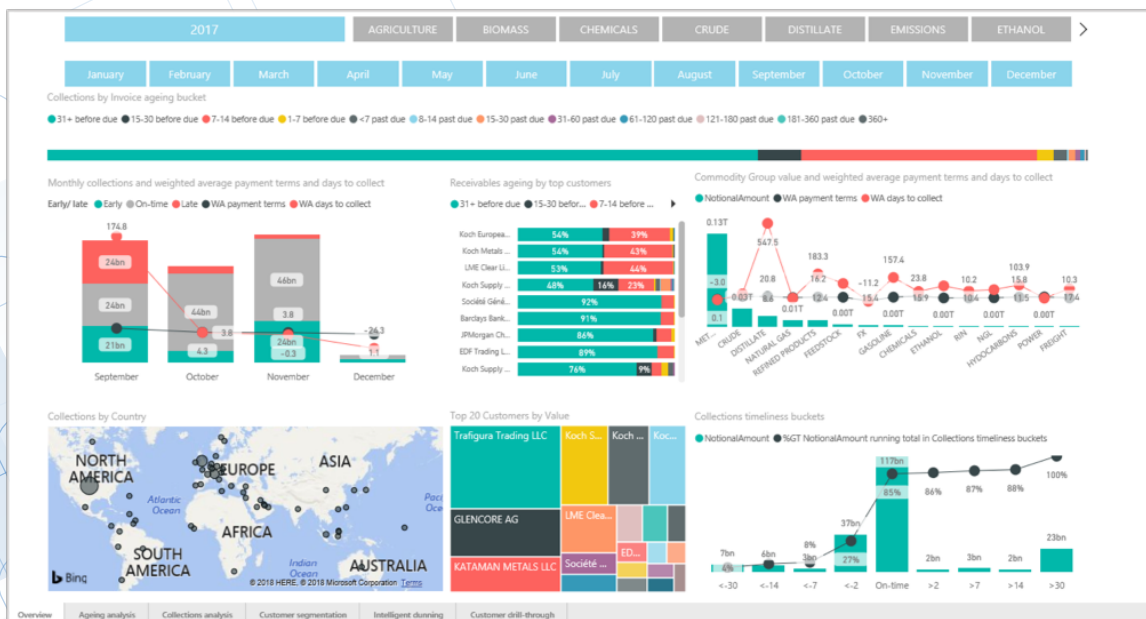 2017 AGRICULTURE BIOMASS CHEMICALS CRUDE DISTILLATE EMISSIONS ETHANOL
January February March April May June July August September October November December
Collections by Invoice ageing bucket
31+ before due 15-30 before due 7-14 before due 1-7 before due <7 past due 8-14 past due 15-30 past due 31-60 past due 61-120 past due 121-180 past due 181-360 past due 360+
Monthly collections and weighted average payment terms and days to collect
Early/ late Early On-time Late WA payment terms WA days to collect
174.8
24bn
24bn
21bn
44bn
3.8
4.3
46bn
3.8
24bn
-0.3
-26.3
1.1
September October November December
Receivables ageing by top customers
31+ before due 15-30 befor... 7-14 before ...
Koch Europea... 54% 39%
Koch Metals ... 54% 43%
LME Clear Li... 53% 44%
Koch Supply ... 48% 16% 23%
Société Géné... 92%
Barclays Bank... 91%
JPMorgan Ch... 86%
EDF Trading L... 89%
Koch Supply ... 76% 9%
Commodity Group value and weighted average payment terms and days to collect
NotionalAmount WA payment terms WA days to collect
0.13T
547.5
183.3
157.4
103.9
-3.0
20.8
16.2
-11.2
23.8
10.2
15.8
10.3
0.1
0.03T
8.6
0.01T
12.4
0.00T
15.4
0.00T
15.9
0.00T
10.4
0.00T
11.5
0.00T
17.4
MET... CRUDE DISTILLATE NATURAL GAS REFINED PRODUCTS FEEDSTOCK FX GASOLINE CHEMICALS ETHANOL RIN NGL HYDROCARBONS POWER FREIGHT
Collections by Country
NORTH
AMERICA
EUROPE
ASIA
Atlantic
Ocean
AFRICA
SOUTH
AMERICA
Indian
Ocean
AUSTRALIA
Pac
Oc
Bing
© 2018 HERE, © 2018 Microsoft Corporation Terms
Top 20 Customers by Value
Trafigura Trading LLC
GLENCORE AG
KATAMAN METALS LLC
Koch S...
Koch ...
Koc...
LME Clea...
Société ...
ED...
Collections timeliness buckets
NotionalAmount %GT NotionalAmount running total in Collections timeliness buckets
7bn
4%
6bn
8%
3bn
37bn
27%
117bn
85%
86%
2bn
87%
3bn
88%
2bn
100%
23bn
<-30 <-14 <-7 <-2 On-time >2 >7 >14 >30
Overview Ageing analysis Collections analysis Customer segmentation Intelligent dunning Customer drill-through